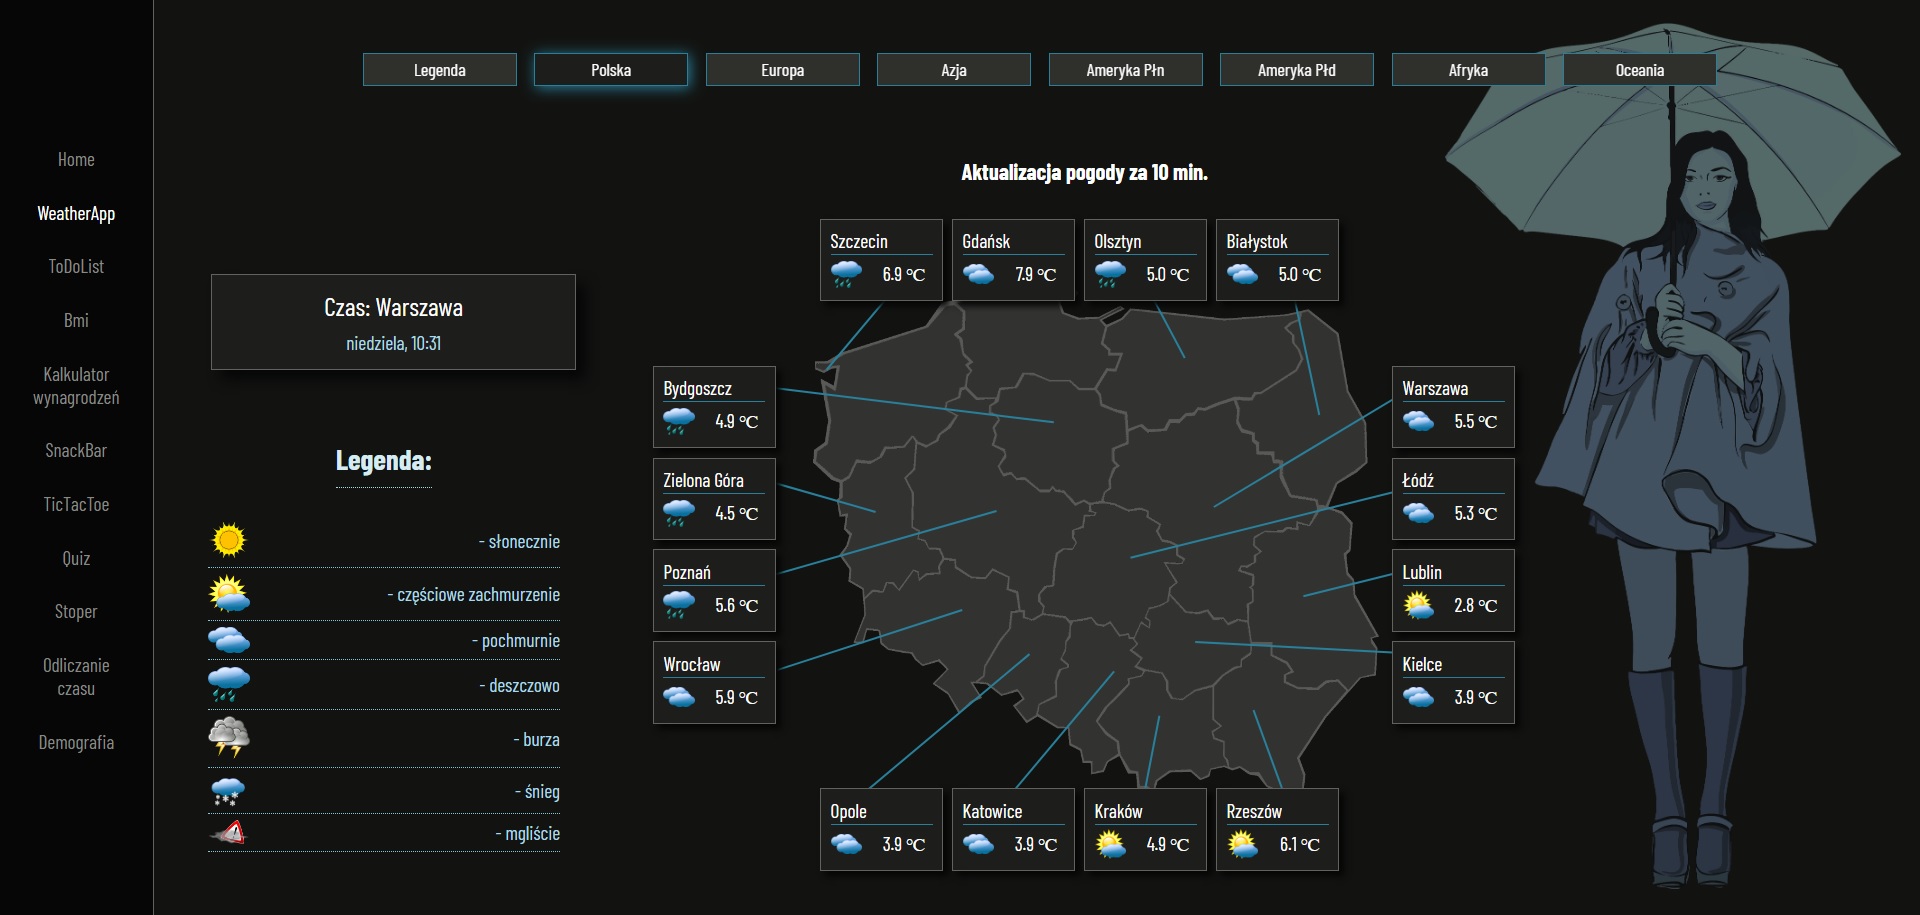 Legenda
Polska
Europa
Azja
Ameryka Płn
Ameryka Płd
Afryka
Oceania
Home
WeatherApp
ToDoList
Bmi
Kalkulator
wynagrodzeń
SnackBar
TicTacToe
Quiz
Stoper
Odliczanie
czasu
Demografia
Czas: Warszawa
niedziela, 10:31
Legenda:
- słonecznie
- częściowe zachmurzenie
- pochmurnie
- deszczowo
- burza
- śnieg
- mgliście
Aktualizacja pogody za 10 min.
Szczecin
6.9 °C
Gdańsk
7.9 °C
Olsztyn
5.0 °C
Białystok
5.0 °C
Bydgoszcz
4.9 °C
Zielona Góra
4.5 °C
Poznań
5.6 °C
Wrocław
5.9 °C
Warszawa
5.5 °C
Łódź
5.3 °C
Lublin
2.8 °C
Kielce
3.9 °C
Opole
3.9 °C
Katowice
3.9 °C
Kraków
4.9 °C
Rzeszów
6.1 °C